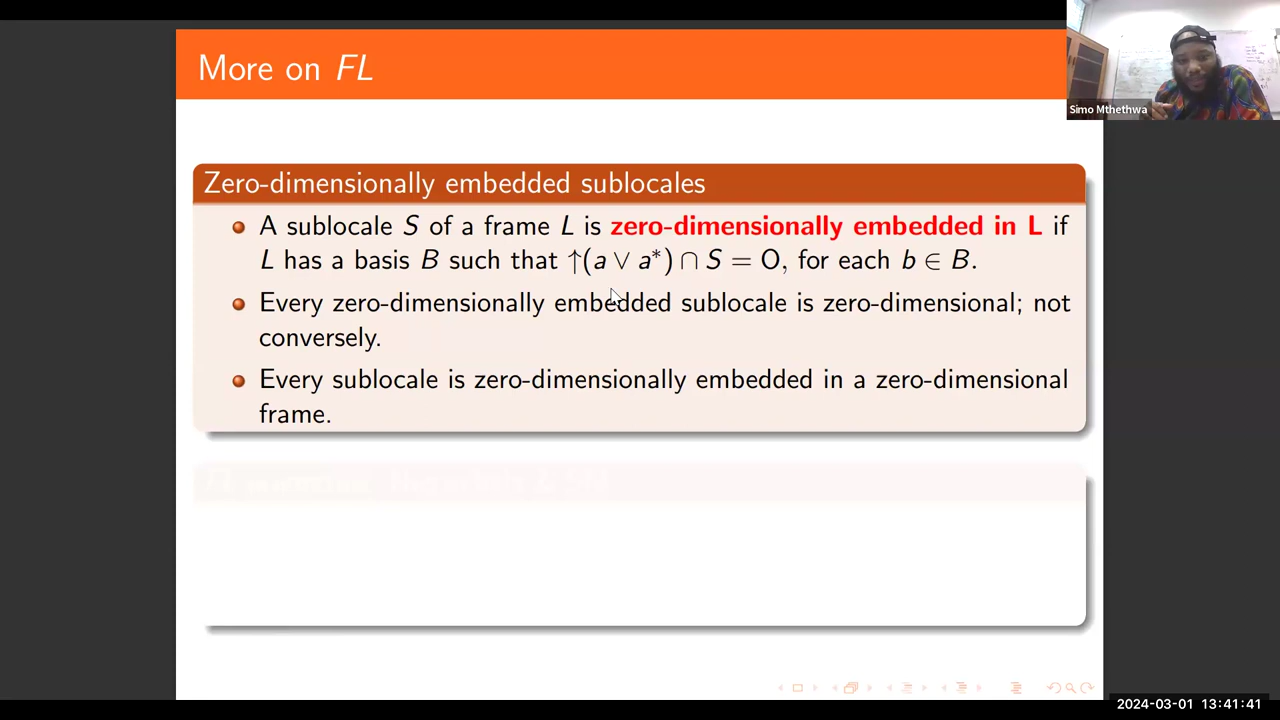 More on FL
Simo Mthethwa
Zero-dimensionally embedded sublocales
A sublocale S of a frame L is zero-dimensionally embedded in L if
L has a basis B such that ↑(a ∨ a*) ∩ S = O, for each b ∈ B.
Every zero-dimensionally embedded sublocale is zero-dimensional; not
conversely.
Every sublocale is zero-dimensionally embedded in a zero-dimensional
frame.
2024-03-01 13:41:41